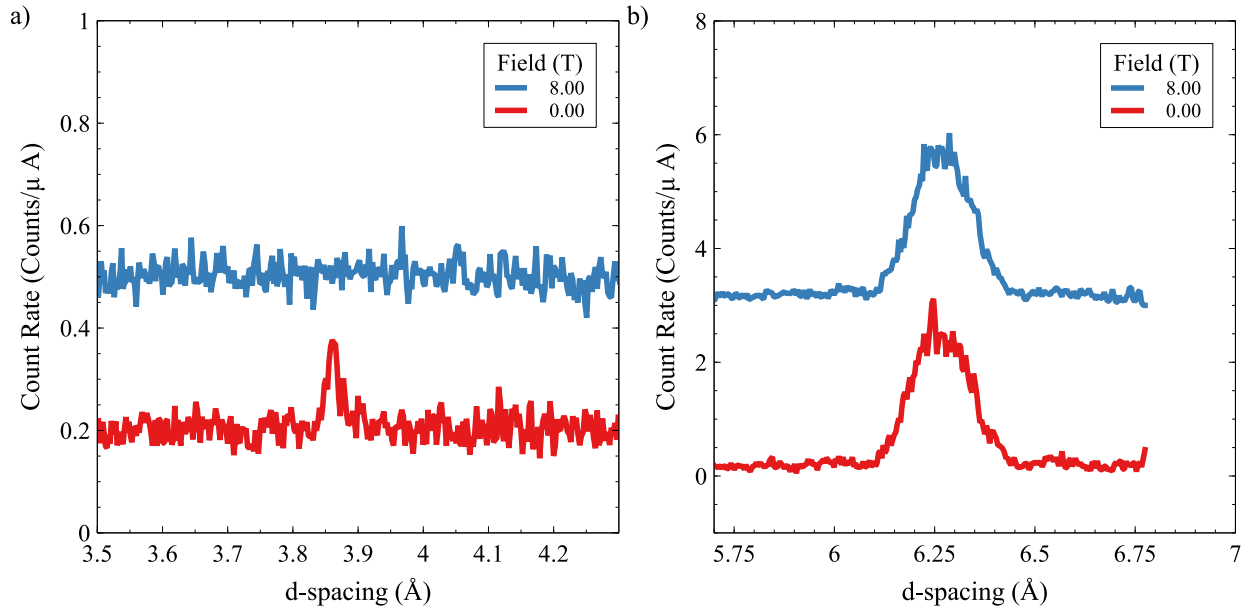 a)
Count Rate (Counts/μ A)
1
0.8
0.6
0.4
0.2
0
3.5 3.6 3.7 3.8 3.9 4 4.1 4.2
d-spacing (Å)
Field (T)
8.00
0.00
b)
Count Rate (Counts/μ A)
8
6
4
2
0
5.75 6 6.25 6.5 6.75 7
d-spacing (Å)
Field (T)
8.00
0.00